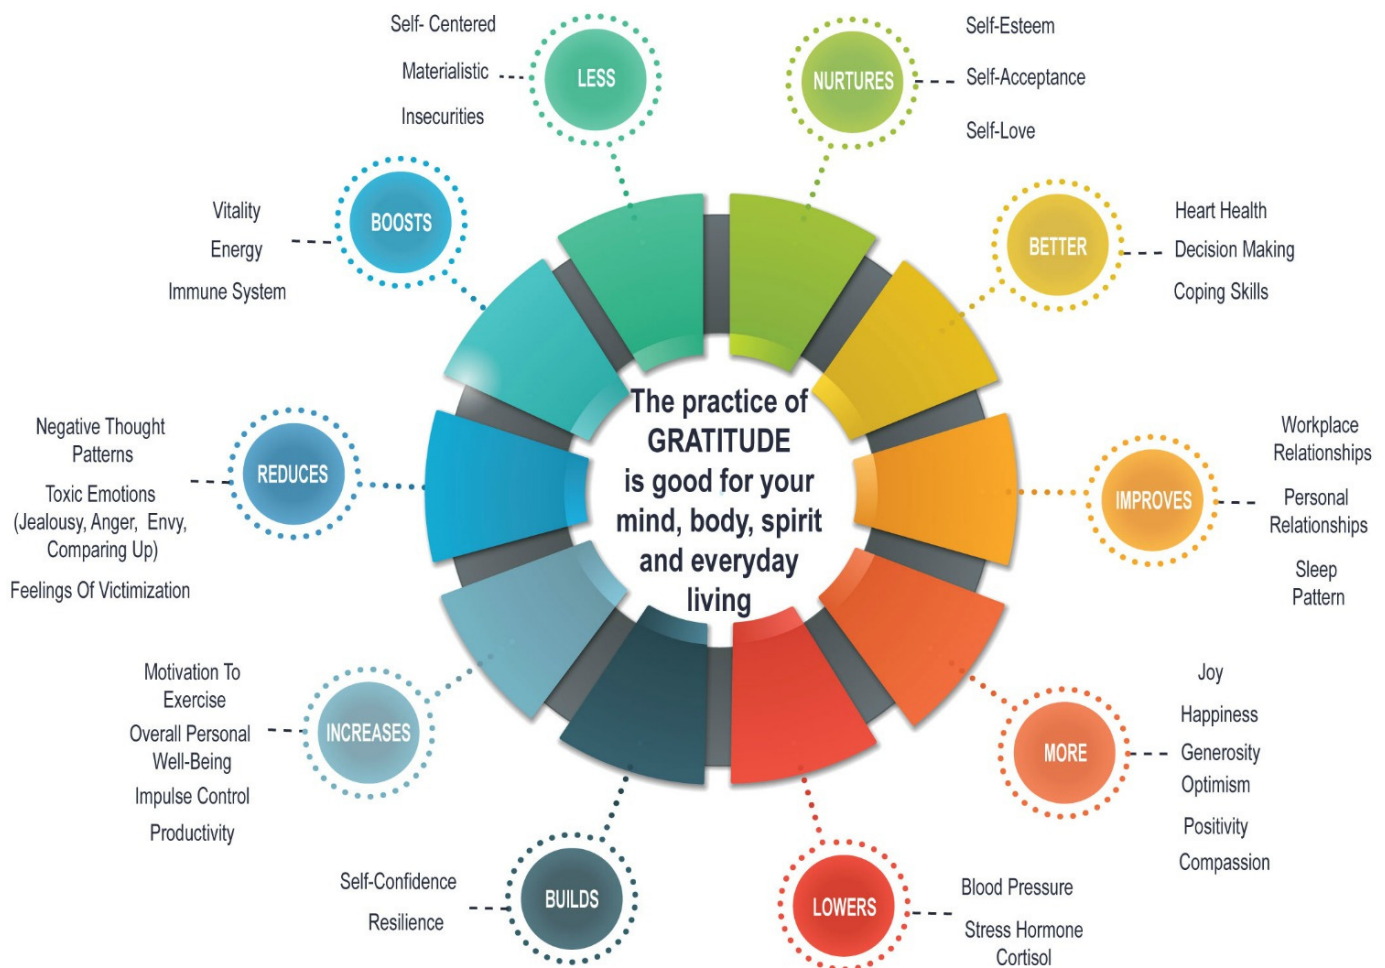 The practice of
GRATITUDE
is good for your
mind, body, spirit
and everyday
living
NURTURES
Self-Esteem
Self-Acceptance
Self-Love
BETTER
Heart Health
Decision Making
Coping Skills
IMPROVES
Workplace
Relationships
Personal
Relationships
Sleep
Pattern
MORE
Joy
Happiness
Generosity
Optimism
Positivity
Compassion
LOWERS
Blood Pressure
Stress Hormone
Cortisol
BUILDS
Self-Confidence
Resilience
INCREASES
Motivation To
Exercise
Overall Personal
Well-Being
Impulse Control
Productivity
REDUCES
Negative Thought
Patterns
Toxic Emotions
(Jealousy, Anger, Envy,
Comparing Up)
Feelings Of Victimization
BOOSTS
Vitality
Energy
Immune System
LESS
Self- Centered
Materialistic
Insecurities